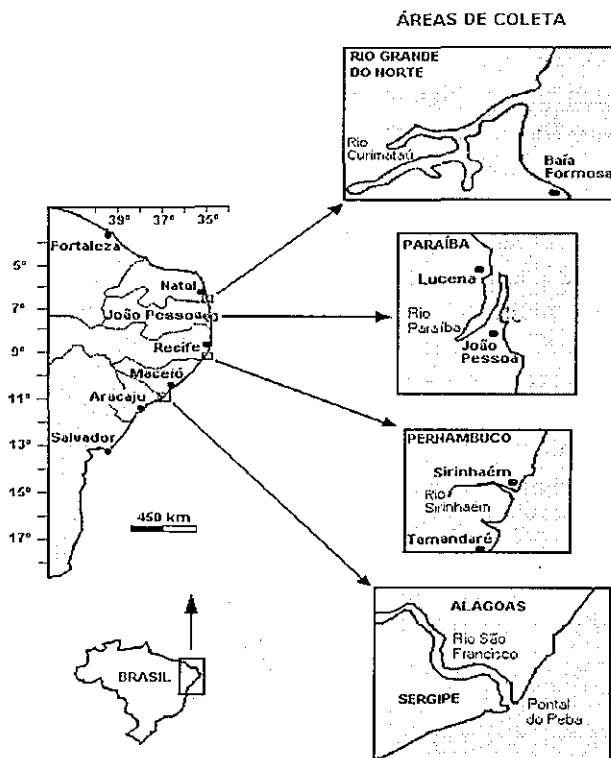 ÁREAS DE COLETA
RIO GRANDE
DO NORTE
Rio
Curimataú
Baía
Formosa
39° 37° 35°
Fortaleza
5°
Natal
7°
João Pessoa
Recife
9°
Maceió
Aracaju
11°
Salvador
13°
15°
450 km
17°
PARAÍBA
Lucena
Rio
Paraíba
João
Pessoa
PERNAMBUCO
Sirinhaém
Rio
Sirinhaém
Tamandaré
ALAGOAS
Rio São
Francisco
SERGIPE
Pontal
do Peba
BRASIL